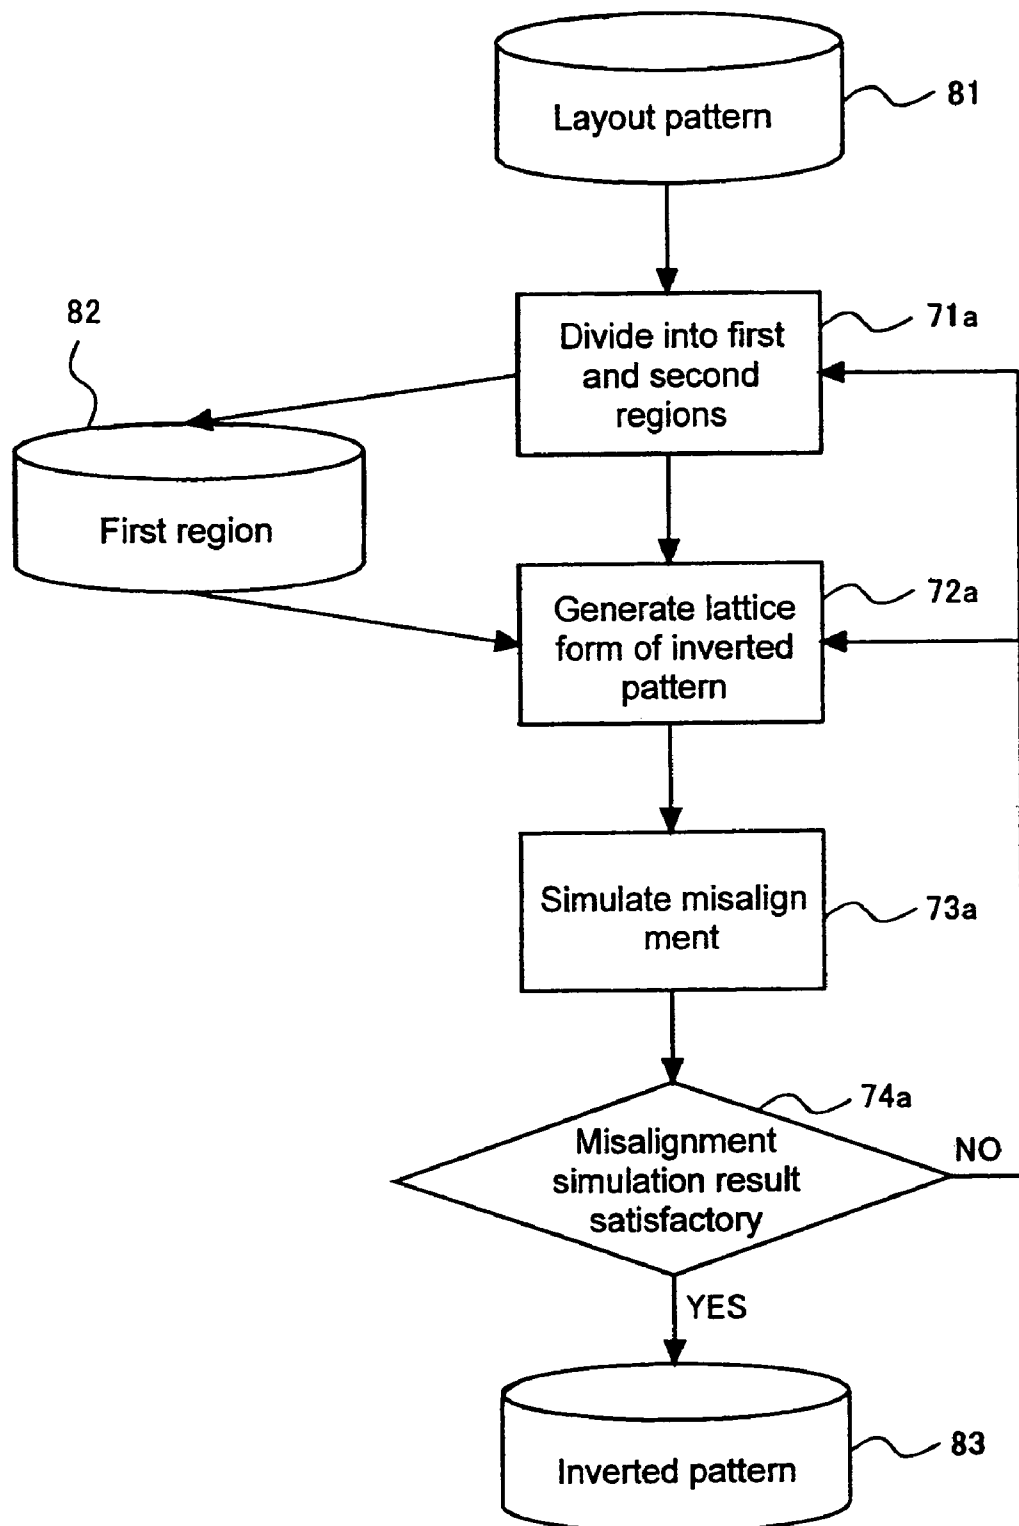 Layout pattern
81
82
Divide into first
and second
regions
71a
First region
Generate lattice
form of inverted
pattern
72a
Simulate misalign
ment
73a
74a
Misalignment
simulation result
satisfactory
NO
YES
Inverted pattern
83